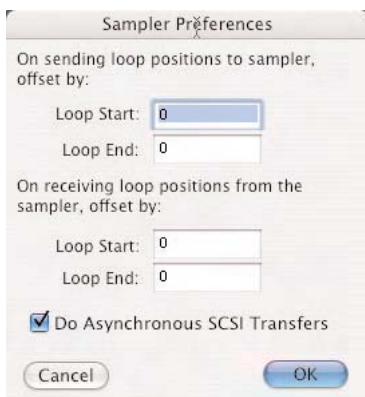 Sampler Preferences
On sending loop positions to sampler,
offset by:
Loop Start: 0
Loop End: 0
On receiving loop positions from the
sampler, offset by:
Loop Start: 0
Loop End: 0
Do Asynchronous SCSI Transfers
Cancel OK